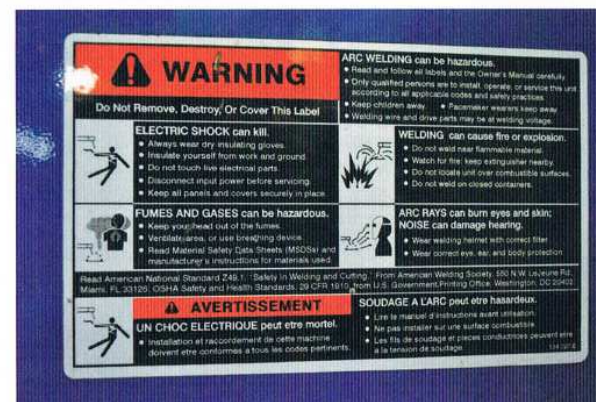 WARNING
Do Not Remove, Destroy, Or Cover This Label
ARC WELDING can be hazardous.
● Read and follow all labels and the Owner's Manual carefully.
● Only qualified persons are to install, operate, or service this unit
according to all applicable codes and safety practices.
● Keep children away. ● Pacemaker wearers keep away.
● Welding wire and drive parts may be at welding voltage.
ELECTRIC SHOCK can kill.
● Always wear dry insulating gloves.
● Insulate yourself from work and ground.
● Do not touch live electrical parts.
● Disconnect input power before servicing.
● Keep all panels and covers securely in place.
WELDING can cause fire or explosion.
● Do not weld near flammable material.
● Watch for fire: keep extinguisher nearby.
● Do not locate unit over combustible surfaces.
● Do not weld on closed containers.
FUMES AND GASES can be hazardous.
● Keep your head out of the fumes.
● Ventilate area, or use breathing device.
● Read Material Safety Data Sheets (MSDSs) and
manufacturer's instructions for materials used.
ARC RAYS can burn eyes and skin;
NOISE can damage hearing.
● Wear welding helmet with correct filter.
● Wear correct eye, ear, and body protection.
Read American National Standard Z49.1, "Safety in Welding and Cutting," From American Welding Society, 550 N.W. LeJeune Rd,
Miami, FL 33126; OSHA Safety and Health Standards, 29 CFR 1910, from U.S. Government Printing Office, Washington, DC 20402
AVERTISSEMENT
UN CHOC ELECTRIQUE peut etre mortel.
● Installation et raccordement de cette machine
doivent etre conformes a tous les codes pertinents.
SOUDAGE A L'ARC peut etre hasardeux.
● Lire le manuel d'instructions avant utilisation.
● Ne pas installer sur une surface combustible.
● Les fils de soudage et pieces conductrices peuvent etre
a la tension de soudage.